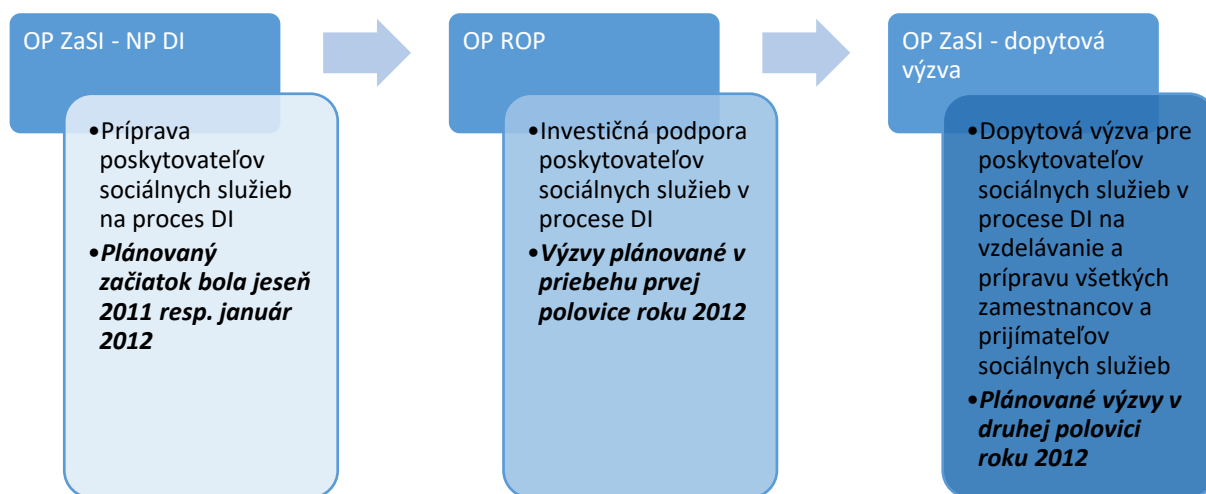 OP ZaSI - NP DI
•Príprava
poskytovateľov
sociálnych služieb
na proces DI
•Plánovaný
začiatok bola jeseň
2011 resp. január
2012
OP ROP
•Investičná podpora
poskytovateľov
sociálnych služieb v
procese DI
•Výzvy plánované v
priebehu prvej
polovice roku 2012
OP ZaSI - dopytová
výzva
•Dopytová výzva pre
poskytovateľov
sociálnych služieb v
procese DI na
vzdelávanie a
prípravu všetkých
zamestnancov a
prijímateľov
sociálnych služieb
•Plánované výzvy v
druhej polovici
roku 2012